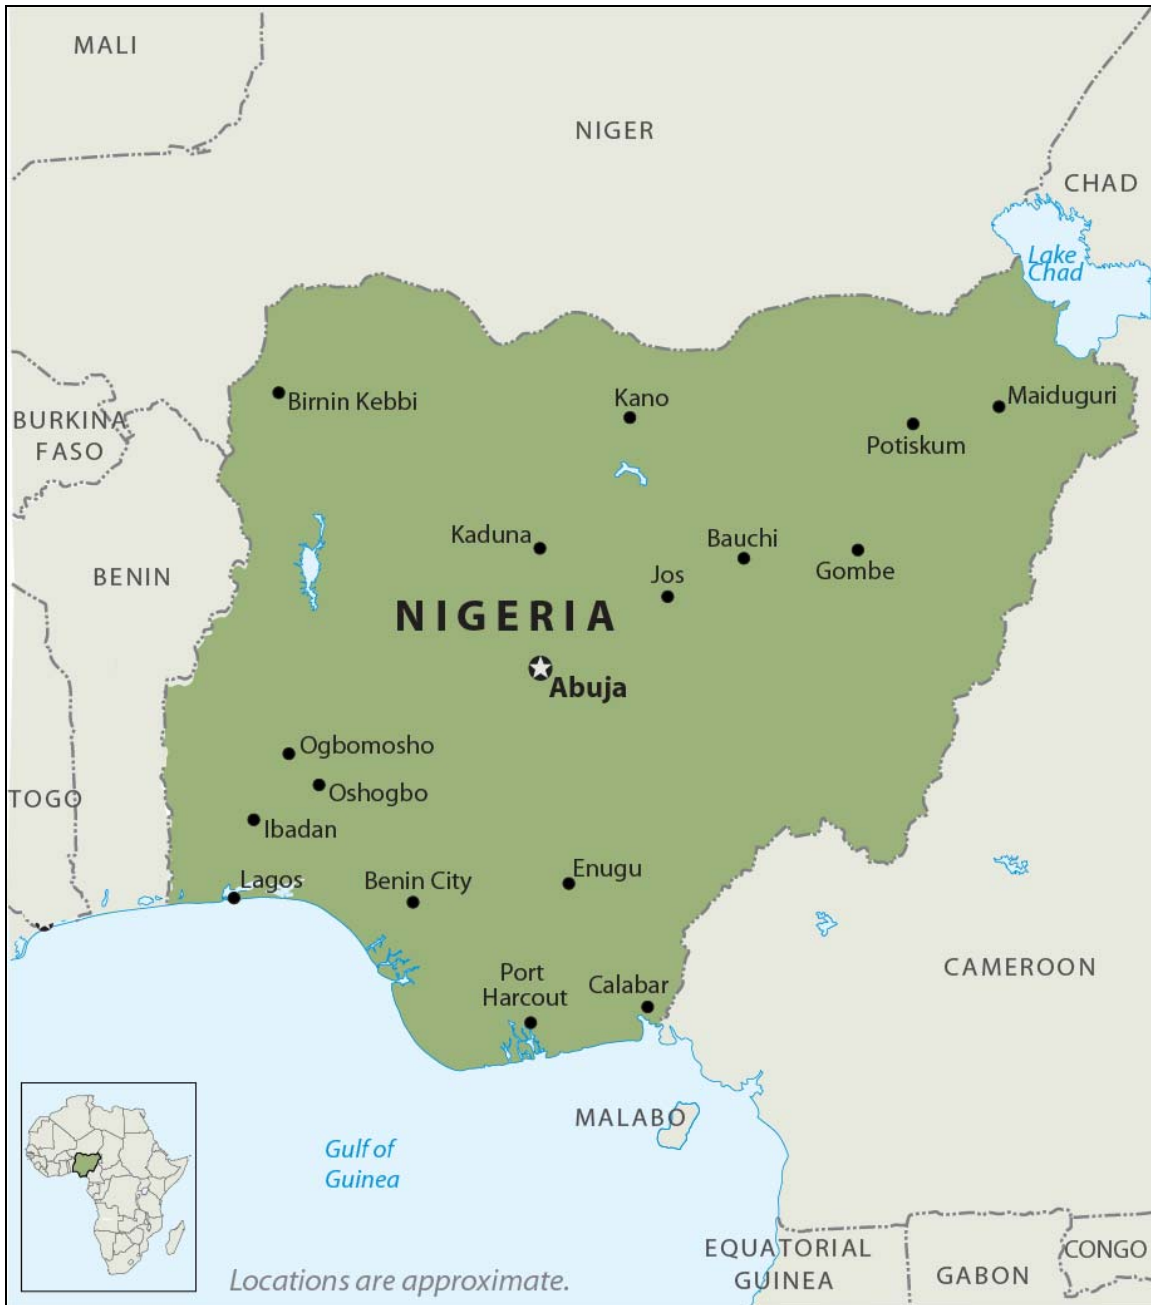 MALI
NIGER
CHAD
Lake
Chad
Birnin Kebbi
Kano
Maiduguri
BURKINA
FASO
Potiskum
Kaduna
Bauchi
Gombe
BENIN
Jos
NIGERIA
Abuja
Ogbomosho
Oshogbo
TOGO
Ibadan
Lagos
Benin City
Enugu
CAMEROON
Port
Harcout
Calabar
MALABO
Gulf of
Guinea
EQUATORIAL
GUINEA
GABON
CONGO
Locations are approximate.